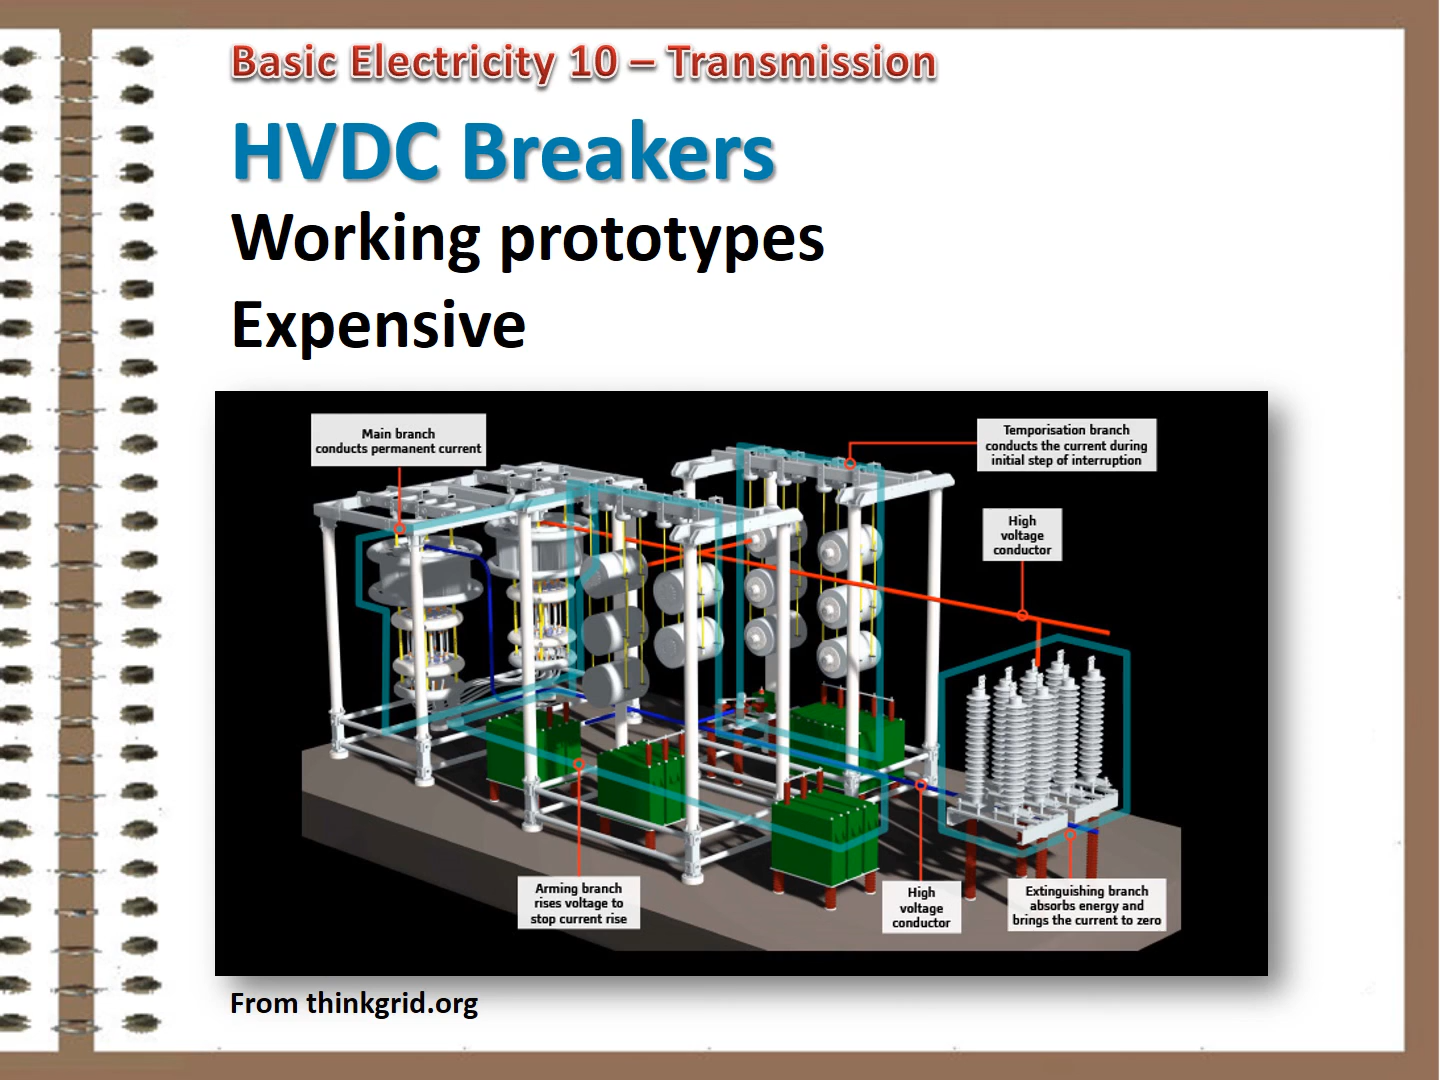 Basic Electricity 10 – Transmission
HVDC Breakers
Working prototypes
Expensive
Main branch
conducts permanent current
Temporisation branch
conducts the current during
initial step of interruption
High
voltage
conductor
Arming branch
rises voltage to
stop current rise
High
voltage
conductor
Extinguishing branch
absorbs energy and
brings the current to zero
From thinkgrid.org